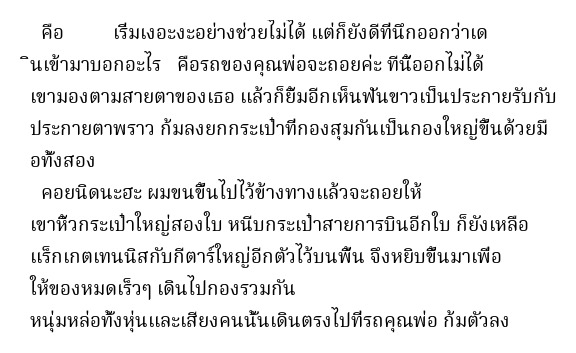 คือ เริ่มเงอะงะอย่างช่วยไม่ได้ แต่ก็ยังดีที่นึกออกว่าเด
ินเข้ามาบอกอะไร คือรถของคุณพ่อจะถอยค่ะ ทีนี้ออกไม่ได้
เขามองตามสายตาของเธอ แล้วก็ยิ้มอีกเห็นฟันขาวเป็นประกายรับกับ
ประกายตาพราว ก้มลงยกกระเป๋าที่กองสุมกันเป็นกองใหญ่ขึ้นด้วยมื
อทั้งสอง
คอยนิดนะฮะ ผมขนขึ้นไปไว้ข้างทางแล้วจะถอยให้
เขาหิ้วกระเป๋าใหญ่สองใบ หนีบกระเป๋าสายการบินอีกใบ ก็ยังเหลือ
แร็กเกตเทนนิสกับกีตาร์ใหญ่อีกตัวไว้บนพื้น จึงหยิบขึ้นมาเพื่อ
ให้ของหมดเร็วๆ เดินไปกองรวมกัน
หนุ่มหล่อทั้งหุ่นและเสียงคนนั้นเดินตรงไปที่รถคุณพ่อ ก้มตัวลง